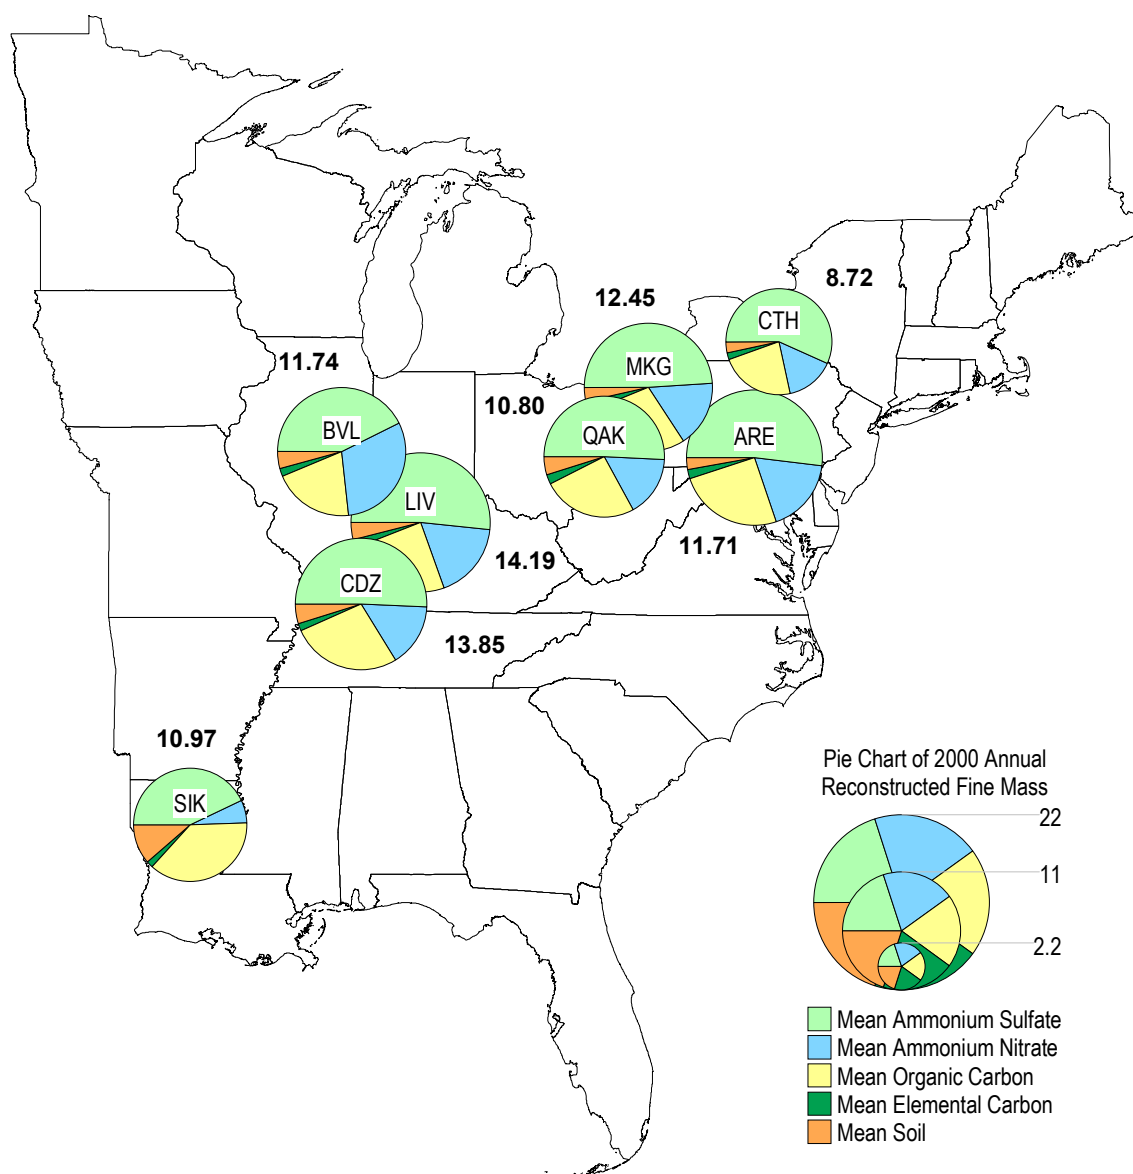 8.72
12.45
CTH
11.74
MKG
10.80
BVL
QAK
ARE
LIV
14.19
11.71
CDZ
13.85
10.97
SIK
Pie Chart of 2000 Annual
Reconstructed Fine Mass
22
11
2.2
Mean Ammonium Sulfate
Mean Ammonium Nitrate
Mean Organic Carbon
Mean Elemental Carbon
Mean Soil